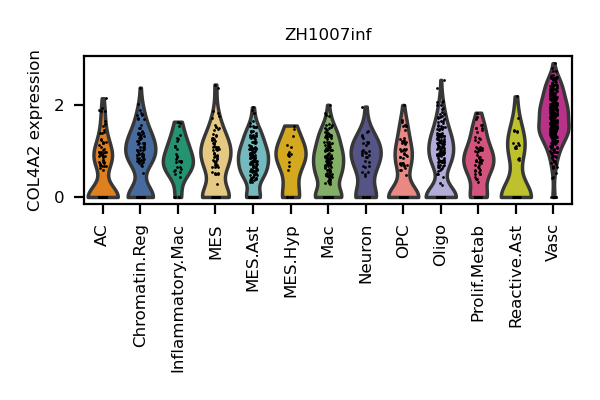 ZH1007inf
COL4A2 expression
2
0
AC
Chromatin.Reg
Inflammatory.Mac
MES
MES.Ast
MES.Hyp
Mac
Neuron
OPC
Oligo
Prolif.Metab
Reactive.Ast
Vasc